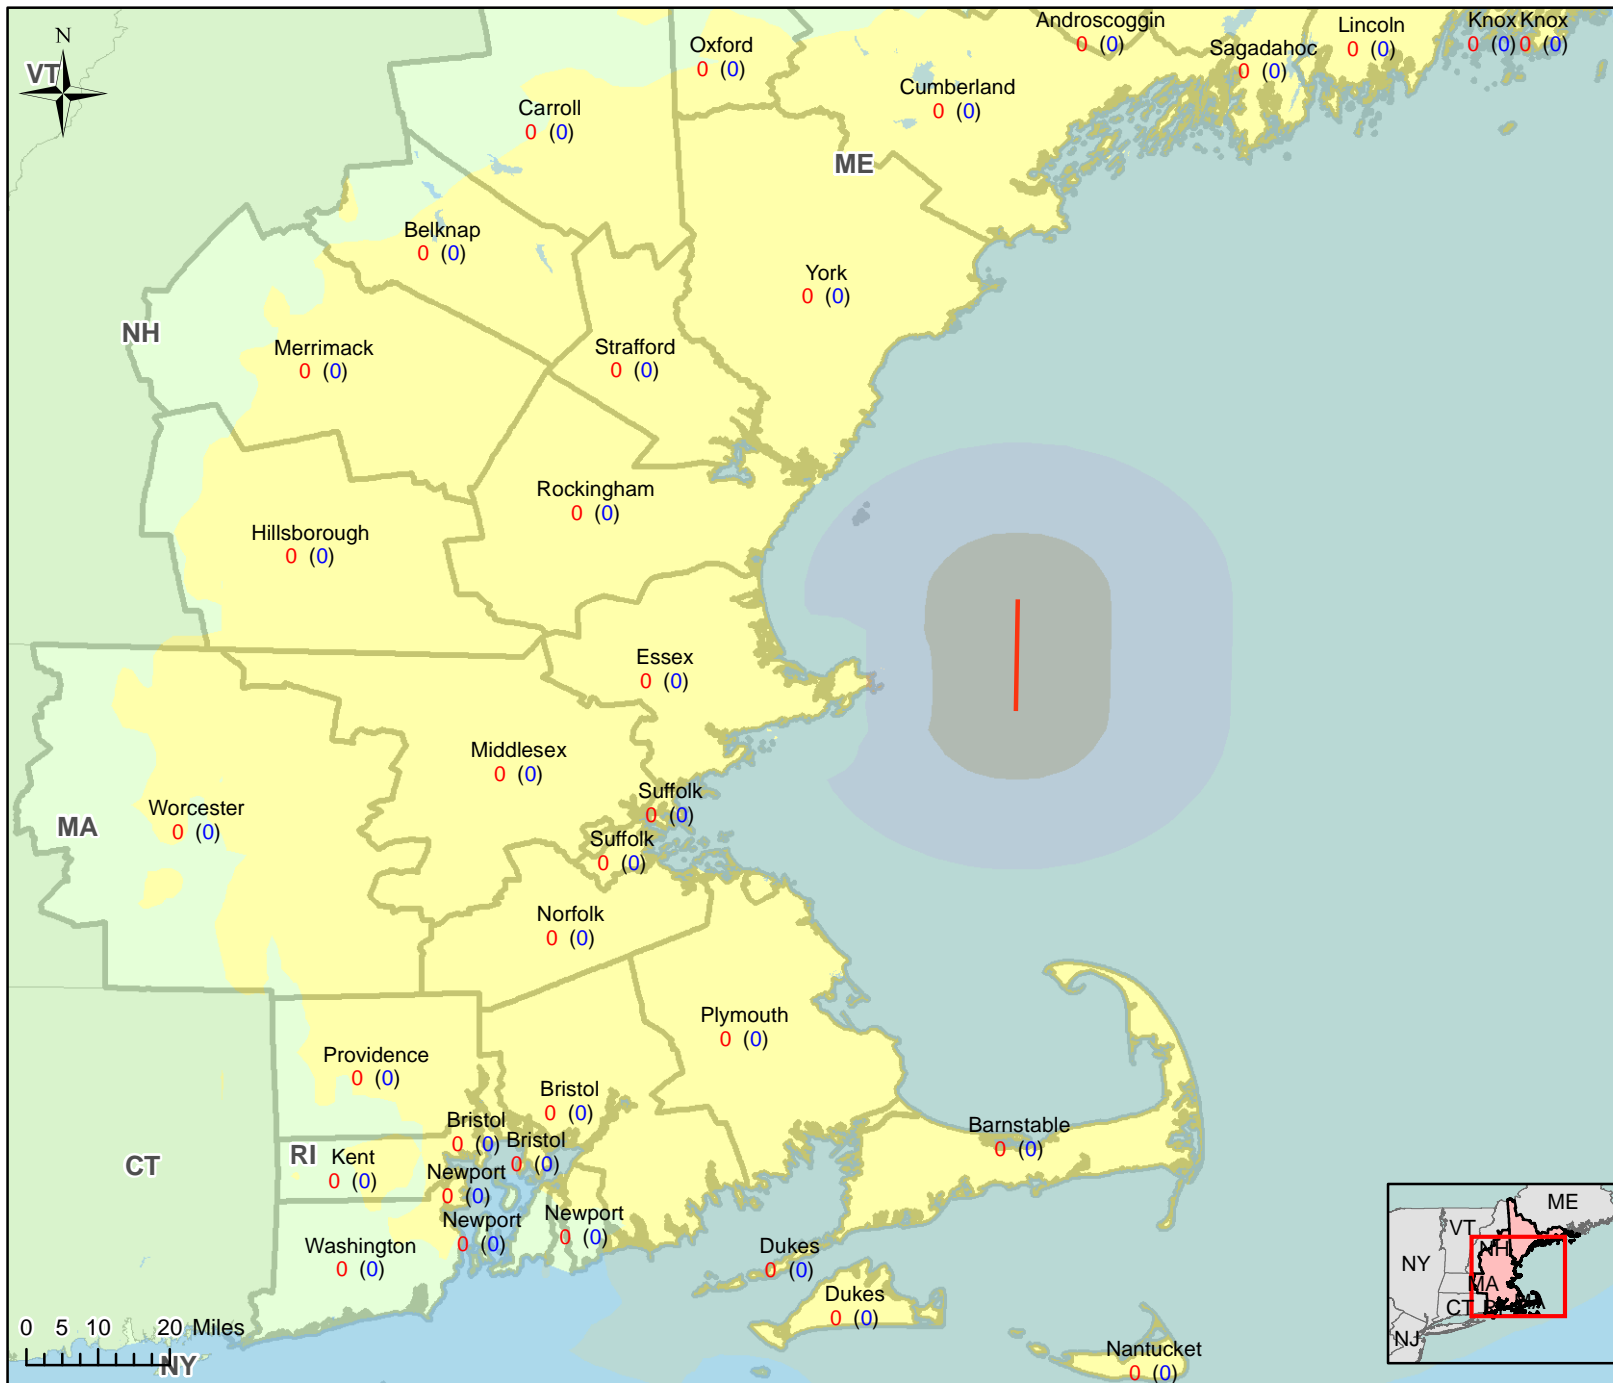 Androscoggin
0 (0)
Lincoln
0 (0)
Knox
0 (0)
Knox
0 (0)
N
VT
Oxford
0 (0)
Sagadahoc
0 (0)
Carroll
0 (0)
Cumberland
0 (0)
ME
Belknap
0 (0)
York
0 (0)
NH
Merrimack
0 (0)
Strafford
0 (0)
Rockingham
0 (0)
Hillsborough
0 (0)
Essex
0 (0)
Middlesex
0 (0)
Worcester
0 (0)
MA
Suffolk
0 (0)
Suffolk
0 (0)
Norfolk
0 (0)
Plymouth
0 (0)
Providence
0 (0)
Bristol
0 (0)
Bristol
0 (0)
Bristol
0 (0)
Barnstable
0 (0)
CT
RI
Kent
0 (0)
Newport
0 (0)
Newport
0 (0)
Newport
0 (0)
Washington
0 (0)
Dukes
0 (0)
Dukes
0 (0)
Nantucket
0 (0)
0 5 10 20 Miles
NY
ME
VT
NH
NY
MA
CT
NJ